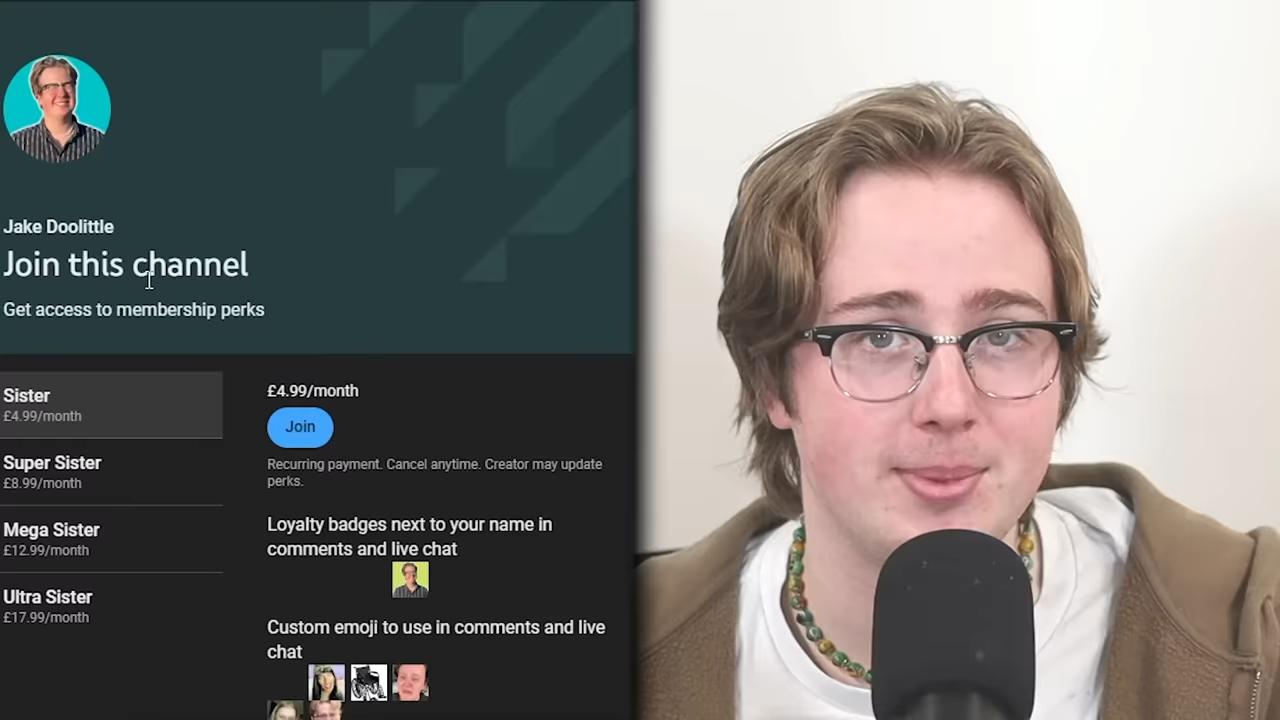 Jake Doolittle
Join this channel
Get access to membership perks
Sister
£4.99/month
Super Sister
£8.99/month
Mega Sister
£12.99/month
Ultra Sister
£17.99/month
£4.99/month
Join
Recurring payment. Cancel anytime. Creator may update
perks.
Loyalty badges next to your name in
comments and live chat
Custom emoji to use in comments and live
chat